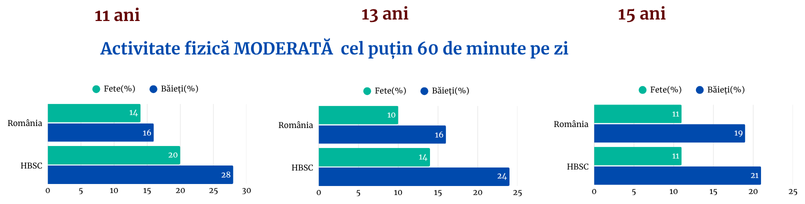 11 ani
13 ani
15 ani
Activitate fizică MODERATĂ cel puțin 60 de minute pe zi
Fete(%) Băieți(%)
România
14
16
HBSC
20
28
0 5 10 15 20 25 30
Fete(%) Băieți(%)
România
10
16
HBSC
14
24
0 5 10 15 20 25
Fete(%) Băieți(%)
România
11
19
HBSC
11
21
0 5 10 15 20 25